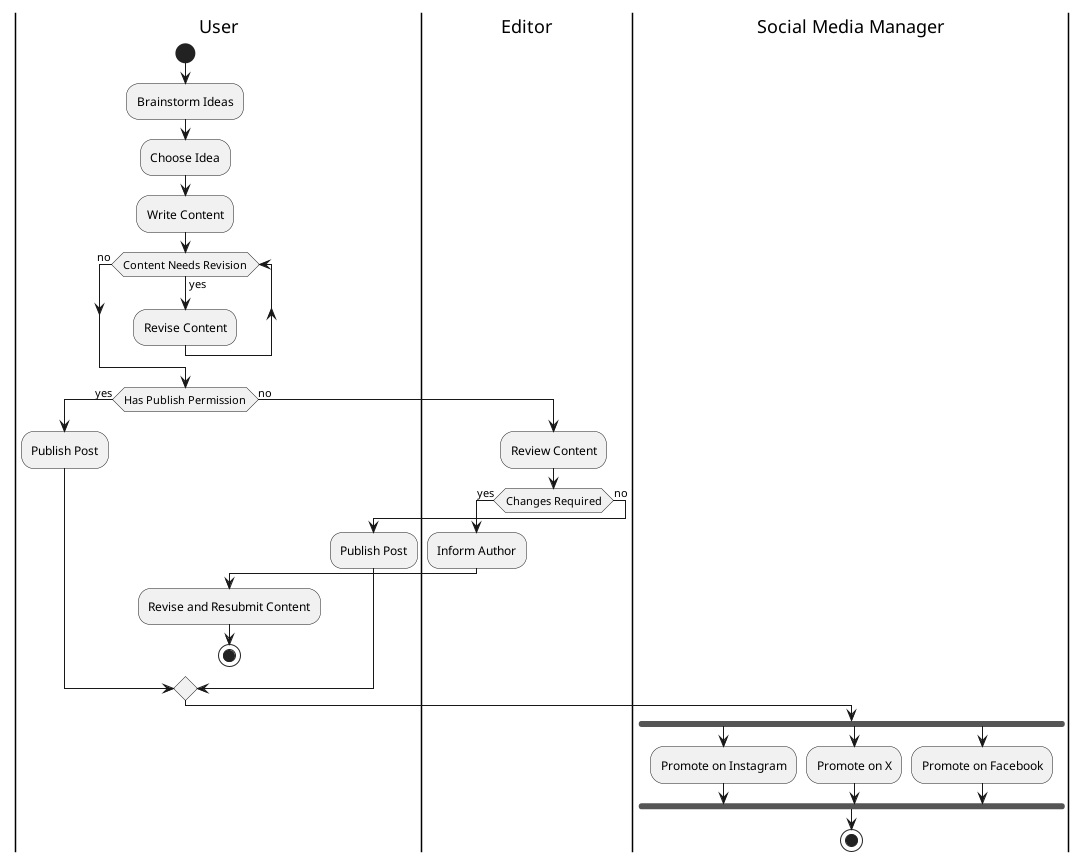 User
Editor
Social Media Manager
Brainstorm Ideas
Choose Idea
Write Content
no
Content Needs Revision
yes
Revise Content
yes
Has Publish Permission
no
Publish Post
Review Content
yes
Changes Required
no
Publish Post
Inform Author
Revise and Resubmit Content
Promote on Instagram
Promote on X
Promote on Facebook